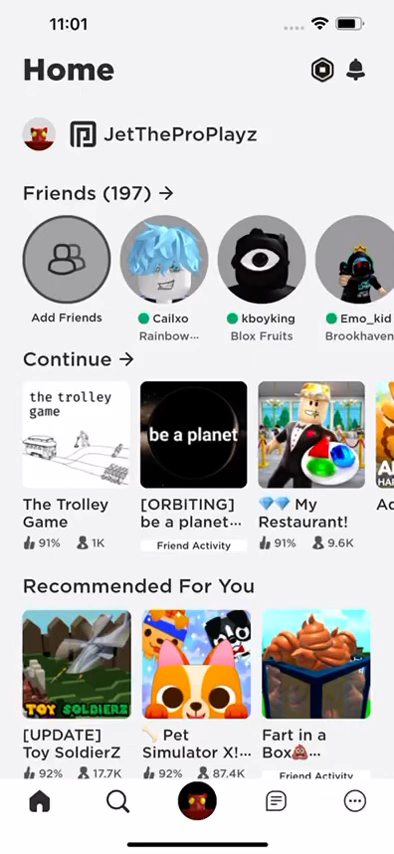 11:01
Home
JetTheProPlayz
Friends (197) →
Add Friends
Cailxo
Rainbow...
kboyking
Blox Fruits
Emo_kid
Brookhaven
Continue →
the trolley
game
The Trolley
Game
91% 1K
be a planet
[ORBITING]
be a planet...
Friend Activity
💎💎 My
Restaurant!
91% 9.6K
Recommended For You
TOY SOLDIERZ
[UPDATE]
Toy SoldierZ
92% 17.7K
🦴 Pet
Simulator X!...
92% 87.4K
Fart in a
Box💩...
Friend Activity